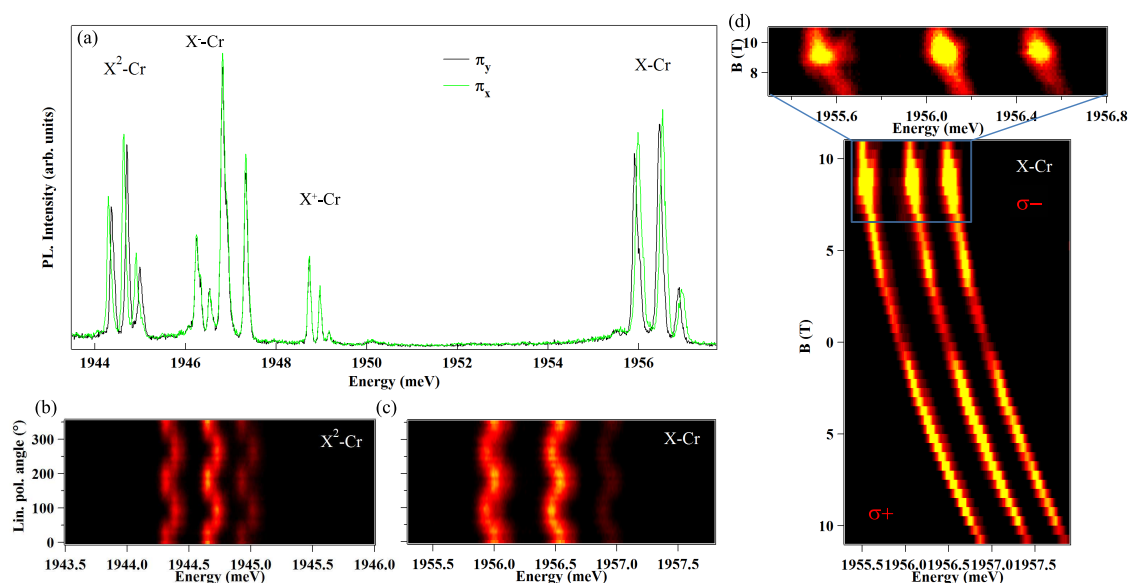 (a)
X²-Cr
X⁻-Cr
X⁺-Cr
X-Cr
π_y
π_x
PL. Intensity (arb. units)
1944 1946 1948 1950 1952 1954 1956
Energy (meV)
(b)
X²-Cr
Lin. pol. angle (°)
300
200
100
0
1943.5 1944.0 1944.5 1945.0 1945.5 1946.0
Energy (meV)
(c)
X-Cr
1955.5 1956.0 1956.5 1957.0 1957.5
Energy (meV)
(d)
B (T)
10
8
1955.6 1956.0 1956.4 1956.8
Energy (meV)
X-Cr
σ−
B (T)
10
5
0
5
10
σ+
1955.5 1956.0 1956.5 1957.0 1957.5
Energy (meV)